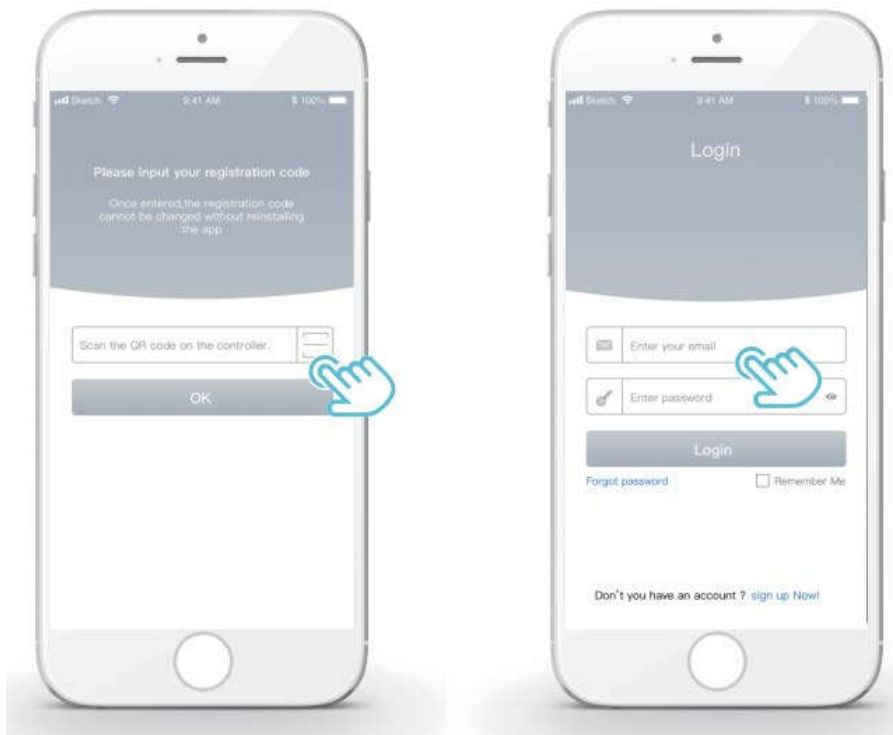 Sketch 9:41 AM 100%
Please input your registration code
Once entered,the registration code
cannot be changed without reinstalling
the app
Scan the QR code on the controller.
OK
Sketch 9:41 AM 100%
Login
Enter your email
Enter password
Login
Forgot password
Remember Me
Don't you have an account ? sign up Now!